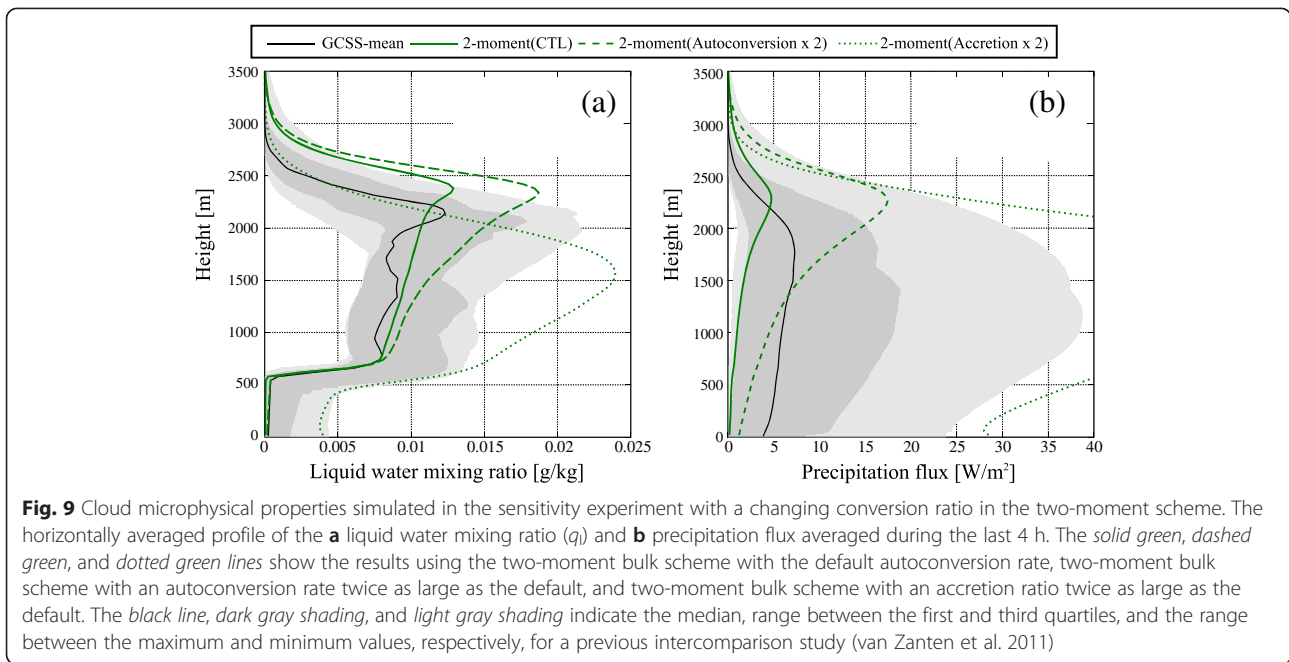 GCSS-mean 2-moment(CTL) 2-moment(Autoconversion x 2) 2-moment(Accretion x 2)
(a)
3500
3000
2500
2000
1500
1000
500
0
Height [m]
0 0.005 0.01 0.015 0.02 0.025
Liquid water mixing ratio [g/kg]
(b)
3500
3000
2500
2000
1500
1000
500
0
Height [m]
0 5 10 15 20 25 30 35 40
Precipitation flux [W/m²]
Fig. 9 Cloud microphysical properties simulated in the sensitivity experiment with a changing conversion ratio in the two-moment scheme. The
horizontally averaged profile of the a liquid water mixing ratio (qₗ) and b precipitation flux averaged during the last 4 h. The solid green, dashed
green, and dotted green lines show the results using the two-moment bulk scheme with the default autoconversion rate, two-moment bulk
scheme with an autoconversion rate twice as large as the default, and two-moment bulk scheme with an accretion ratio twice as large as the
default. The black line, dark gray shading, and light gray shading indicate the median, range between the first and third quartiles, and the range
between the maximum and minimum values, respectively, for a previous intercomparison study (van Zanten et al. 2011)